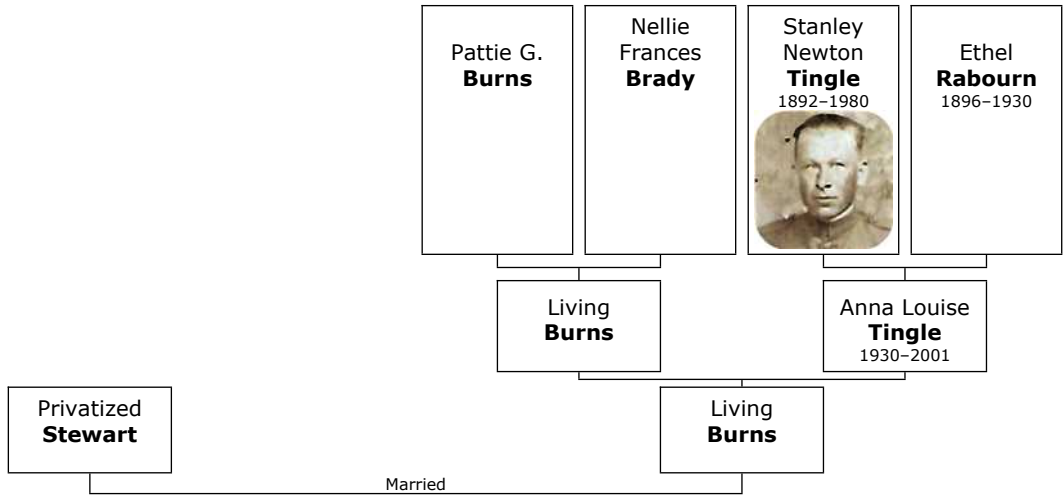 Pattie G.
Burns
Nellie
Frances
Brady
Stanley
Newton
Tingle
1892–1980
Ethel
Rabourn
1896–1930
Living
Burns
Anna Louise
Tingle
1930–2001
Privatized
Stewart
Living
Burns
Married